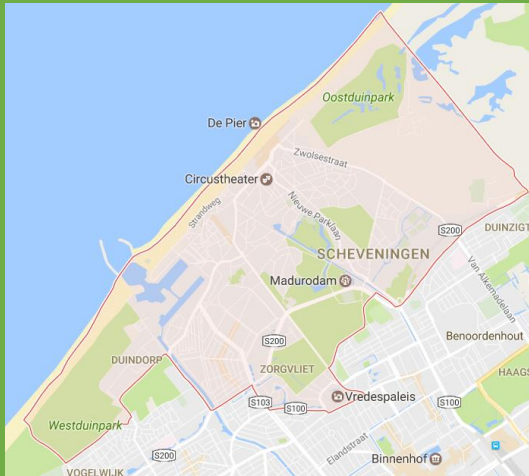 Oostduinpark
De Pier
Zwolsestraat
Circustheater
Nieuwe Parklaan
Strandweg
S200
DUINZIGT
SCHEVENINGEN
Van Alkemadelaan
Madurodam
Benoordenhout
S200
DUINDORP
ZORGVLIET
HAAGS
Vredespaleis
S103
S100
S100
Westduinpark
Elandstraat
S200
Binnenhof
VOGELWIJK